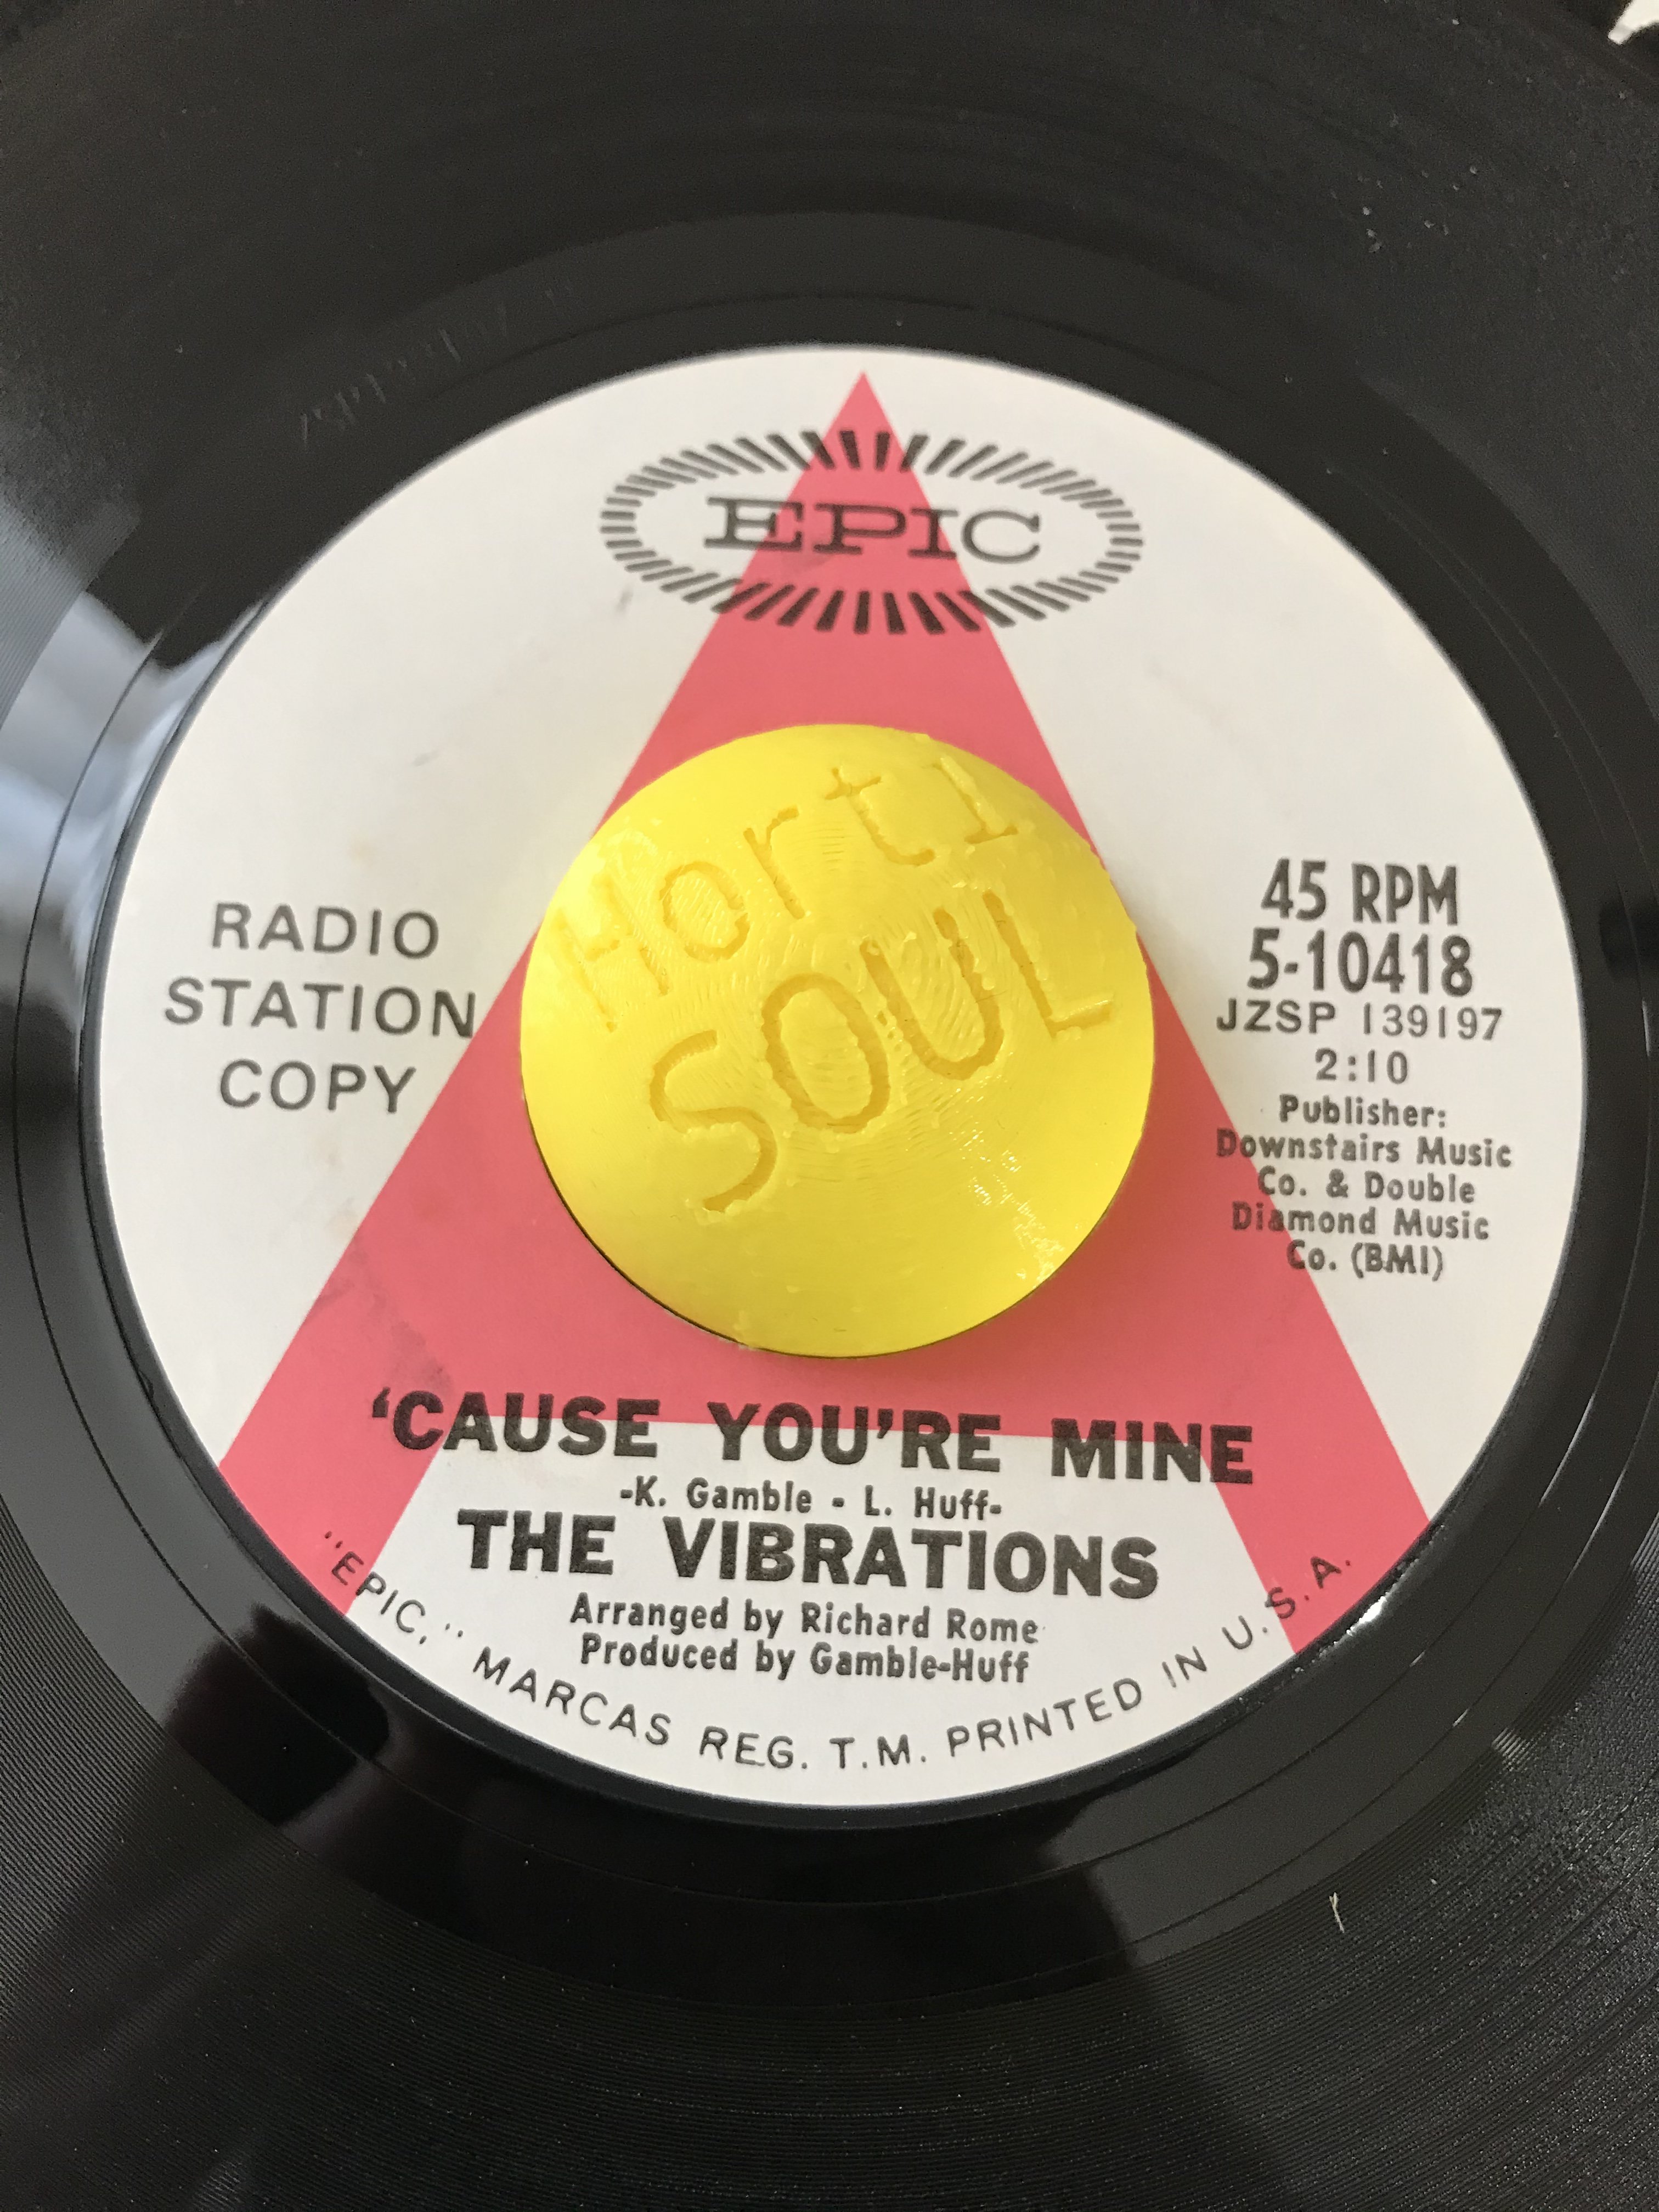 EPIC
HortI
SOUL
RADIO
STATION
COPY
45 RPM
5-10418
JZSP 139197
2:10
Publisher:
Downstairs Music
Co. & Double
Diamond Music
Co. (BMI)
'CAUSE YOU'RE MINE
-K. Gamble - L. Huff-
THE VIBRATIONS
Arranged by Richard Rome
Produced by Gamble-Huff
"EPIC," MARCAS REG. T.M. PRINTED IN U.S.A.